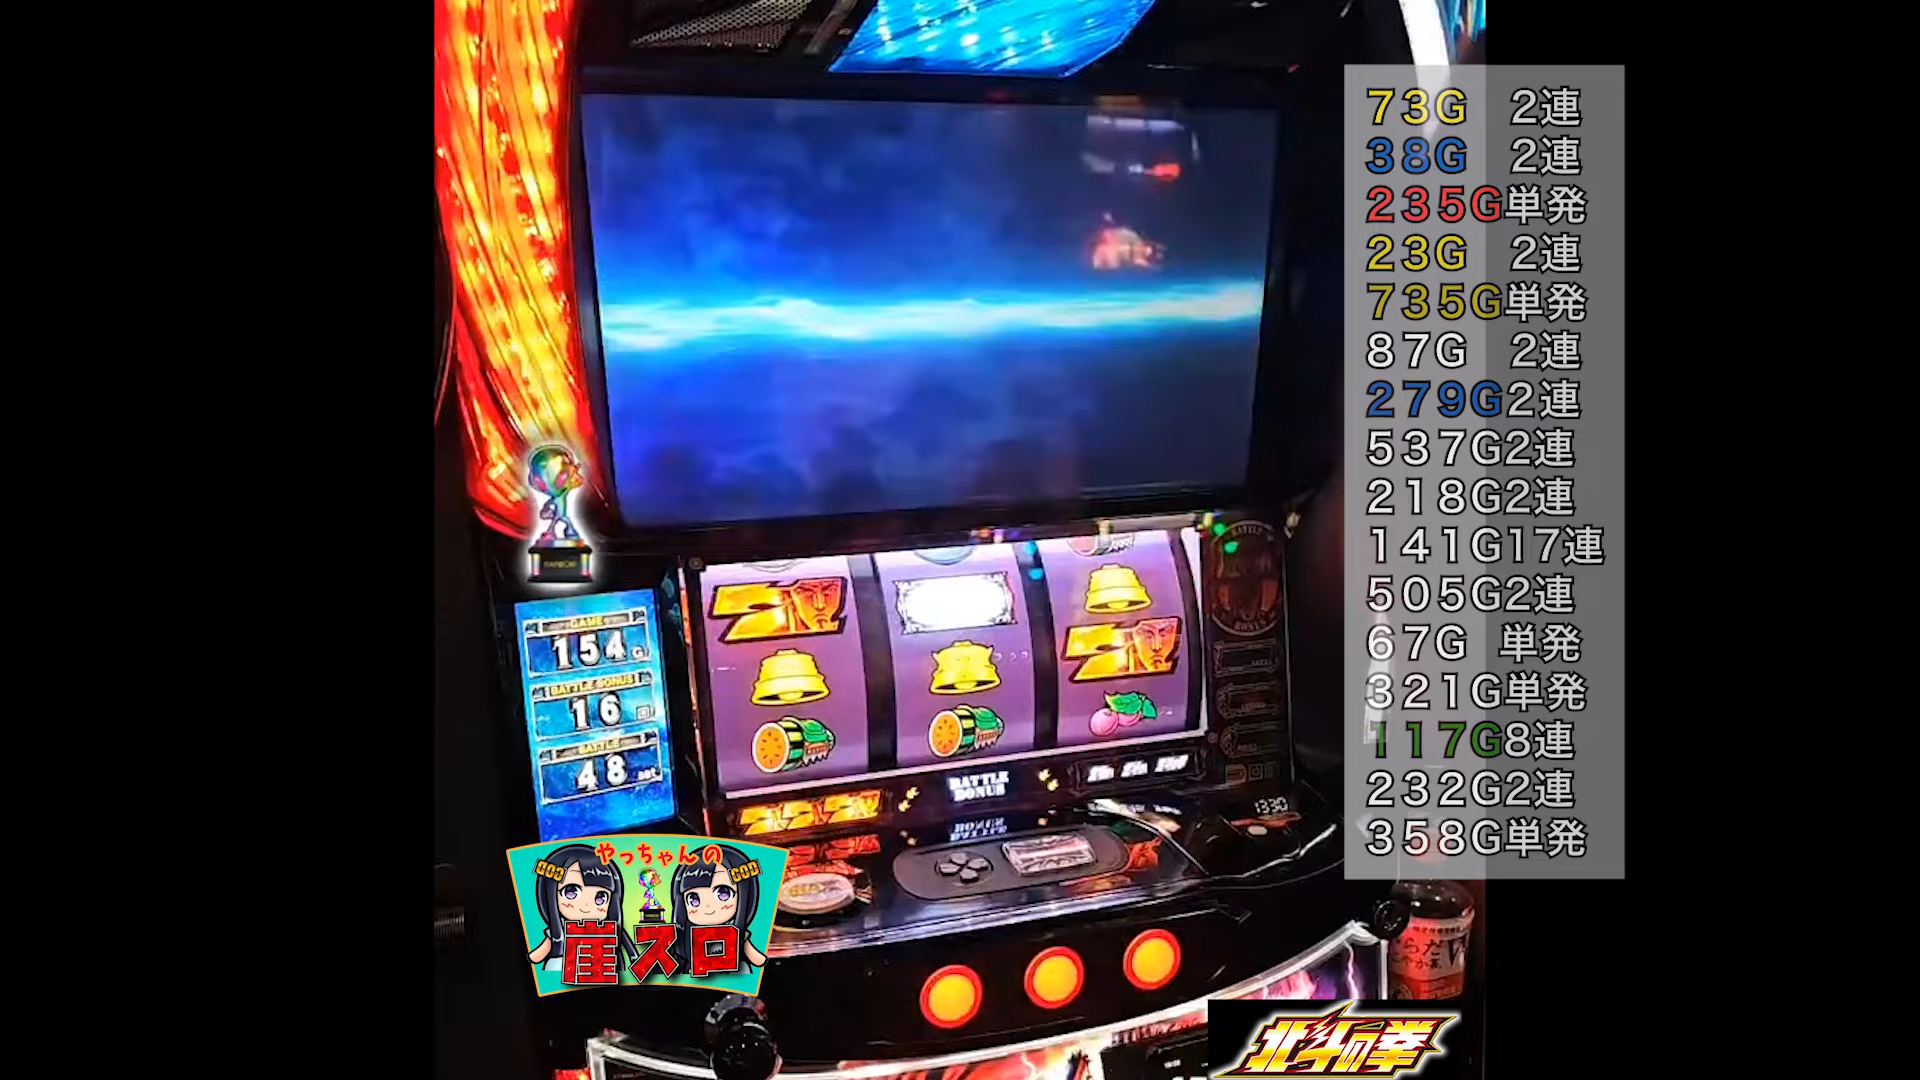 73G 2連
38G 2連
235G単発
23G 2連
735G単発
87G 2連
279G2連
537G2連
218G2連
141G17連
505G2連
67G 単発
321G単発
117G8連
232G2連
358G単発
GAME
154G
BATTLE BONUS
16回
BATTLE
48set
BATTLE
BONUS
やっちゃんの
崖スロ
北斗の拳